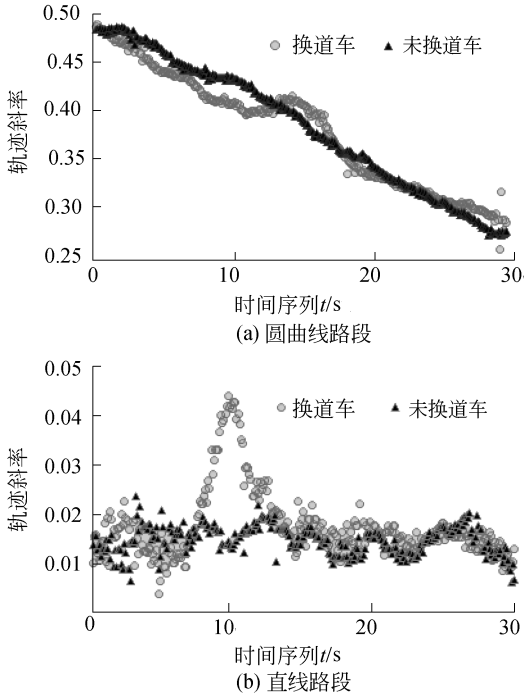 0.50
换道车 未换道车
0.45
0.40
轨迹斜率
0.35
0.30
0.25
0 10 20 30
时间序列t/s
(a) 圆曲线路段
0.05
换道车 未换道车
0.04
0.03
轨迹斜率
0.02
0.01
0 10 20 30
时间序列t/s
(b) 直线路段